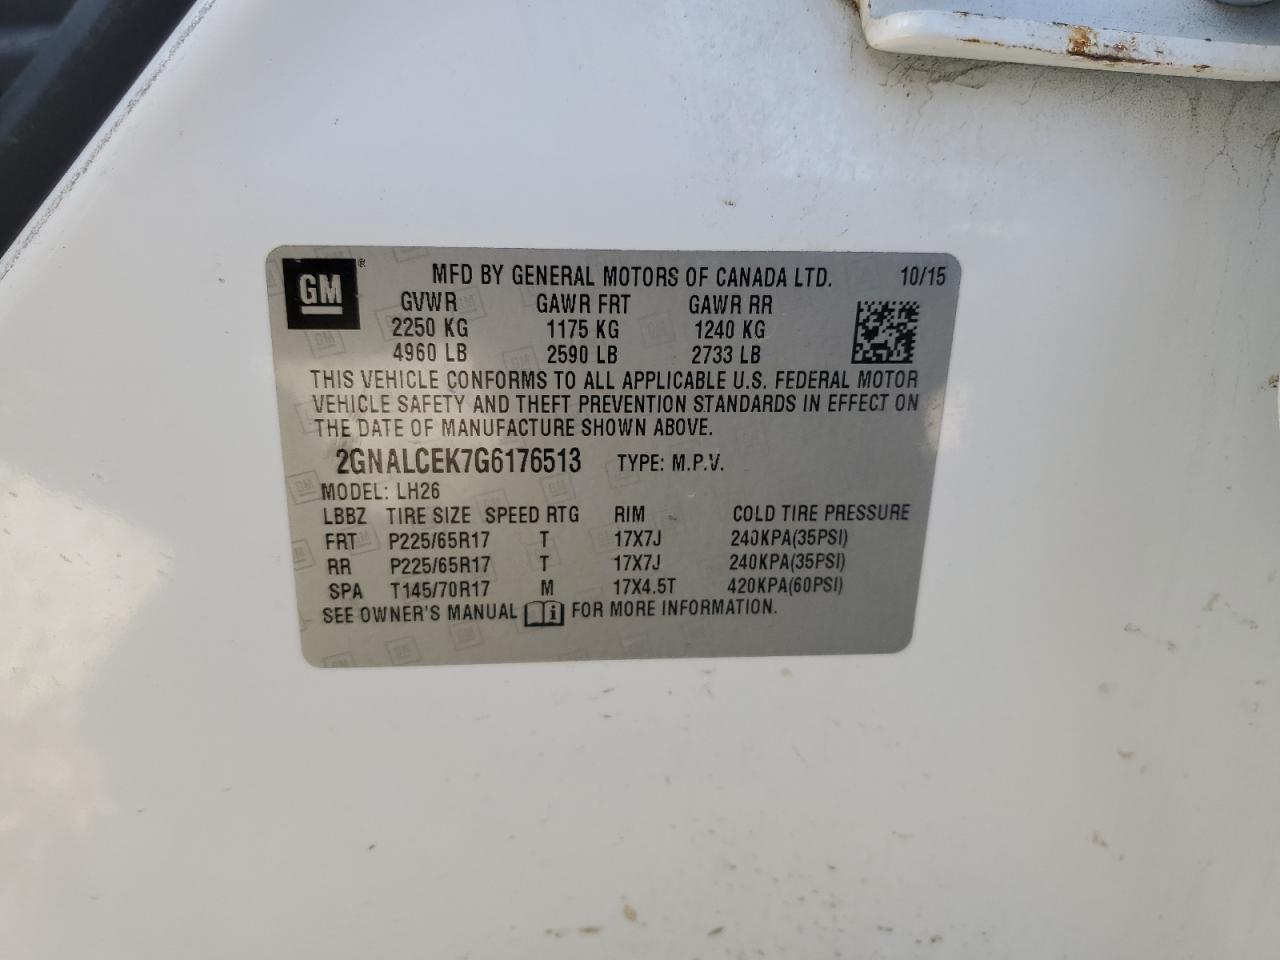 GM ® MFD BY GENERAL MOTORS OF CANADA LTD. 10/15
GVWR GAWR FRT GAWR RR
2250 KG 1175 KG 1240 KG
4960 LB 2590 LB 2733 LB
THIS VEHICLE CONFORMS TO ALL APPLICABLE U.S. FEDERAL MOTOR
VEHICLE SAFETY AND THEFT PREVENTION STANDARDS IN EFFECT ON
THE DATE OF MANUFACTURE SHOWN ABOVE.
2GNALCEK7G6176513 TYPE: M.P.V.
MODEL: LH26
LBBZ TIRE SIZE SPEED RTG RIM COLD TIRE PRESSURE
FRT P225/65R17 T 17X7J 240KPA(35PSI)
RR P225/65R17 T 17X7J 240KPA(35PSI)
SPA T145/70R17 M 17X4.5T 420KPA(60PSI)
SEE OWNER'S MANUAL i FOR MORE INFORMATION.